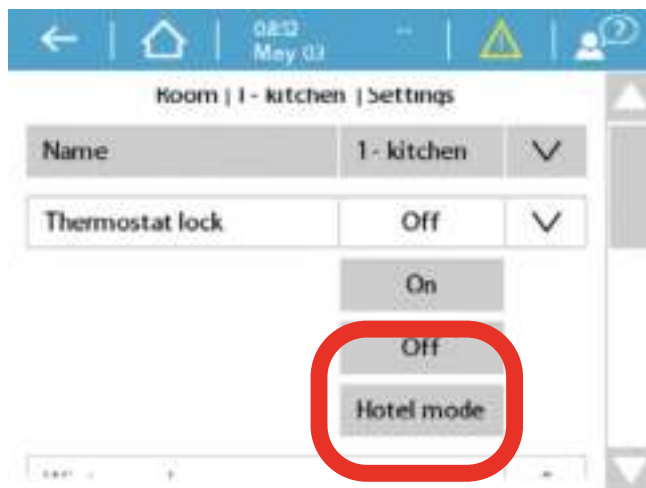 08:12
May 03
--
?
Room | 1 - kitchen | Settings
Name 1 - kitchen
Thermostat lock Off
On
Off
Hotel mode